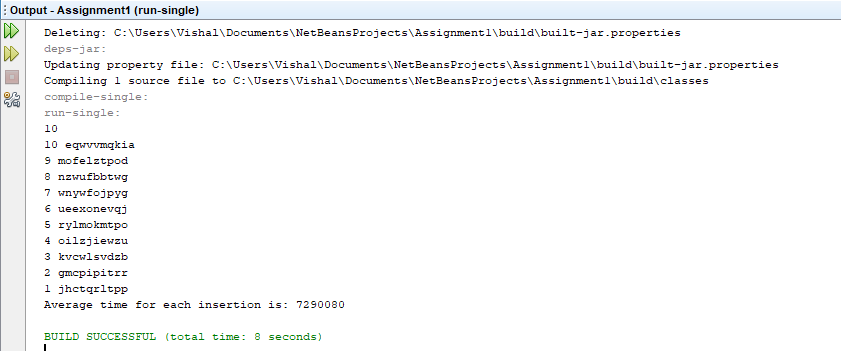 Output - Assignment1 (run-single)
Deleting: C:\Users\Vishal\Documents\NetBeansProjects\Assignment1\build\built-jar.properties
deps-jar:
Updating property file: C:\Users\Vishal\Documents\NetBeansProjects\Assignment1\build\built-jar.properties
Compiling 1 source file to C:\Users\Vishal\Documents\NetBeansProjects\Assignment1\build\classes
compile-single:
run-single:
10
10 eqwvvmqkia
9 mofelztpod
8 nzwufbbtwg
7 wnywfojpyg
6 ueexonevqj
5 rylmokmtpo
4 oilzjiewzu
3 kvcwlsvdzb
2 gmcpipitrr
1 jhctqrltpp
Average time for each insertion is: 7290080
BUILD SUCCESSFUL (total time: 8 seconds)